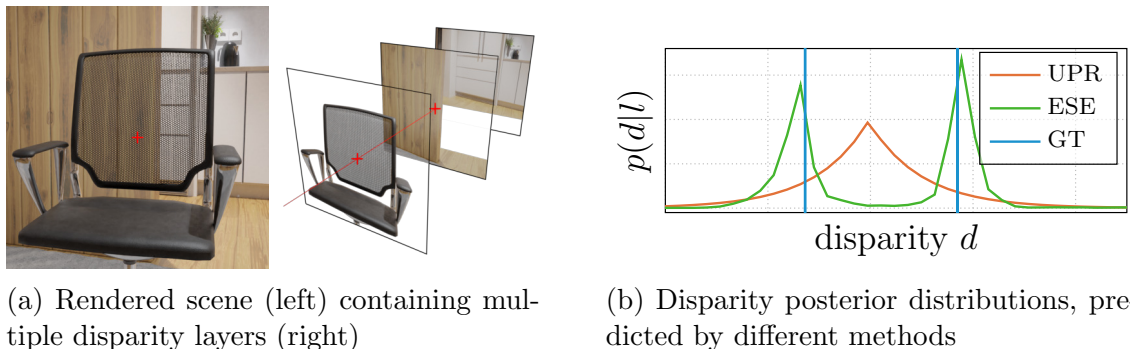 UPR
ESE
GT
p(d|l)
disparity d
(a) Rendered scene (left) containing mul-
tiple disparity layers (right)
(b) Disparity posterior distributions, pre
dicted by different methods